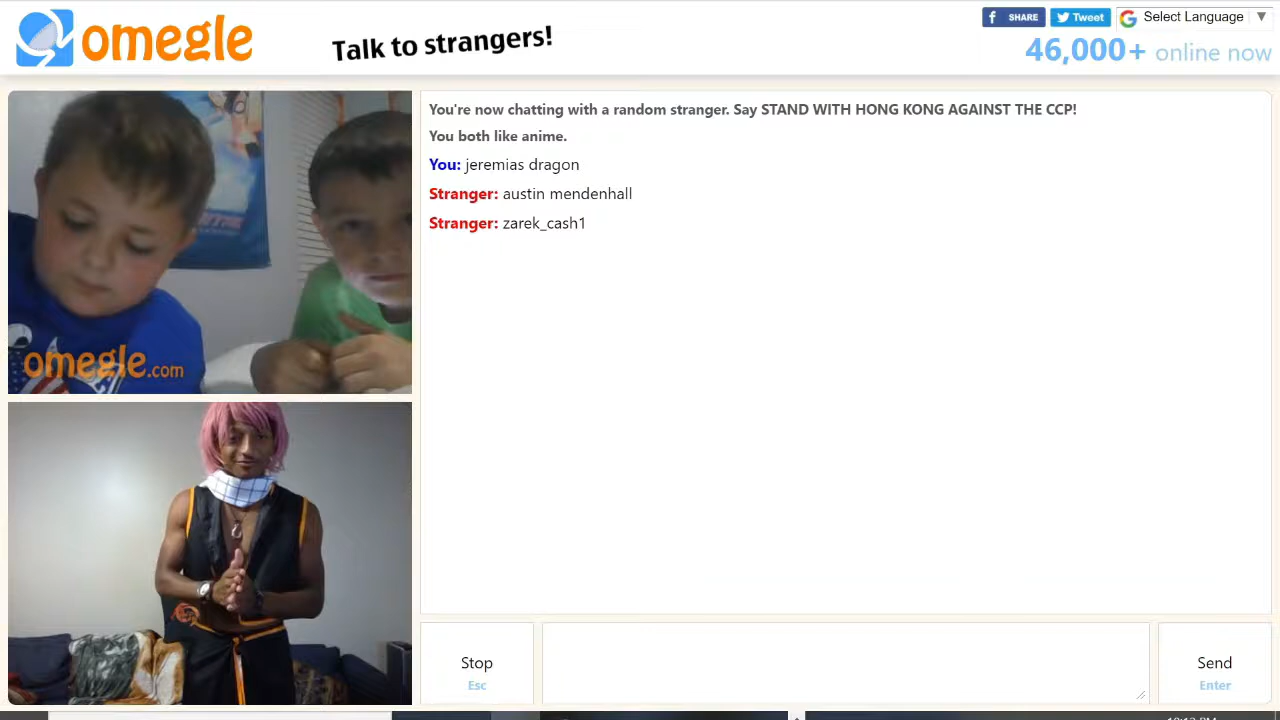 omegle
Talk to strangers!
SHARE
Tweet
Select Language ▼
46,000+ online now
You're now chatting with a random stranger. Say STAND WITH HONG KONG AGAINST THE CCP!
You both like anime.
You: jeremias dragon
Stranger: austin mendenhall
Stranger: zarek_cash1
omegle.com
Stop
Esc
Send
Enter